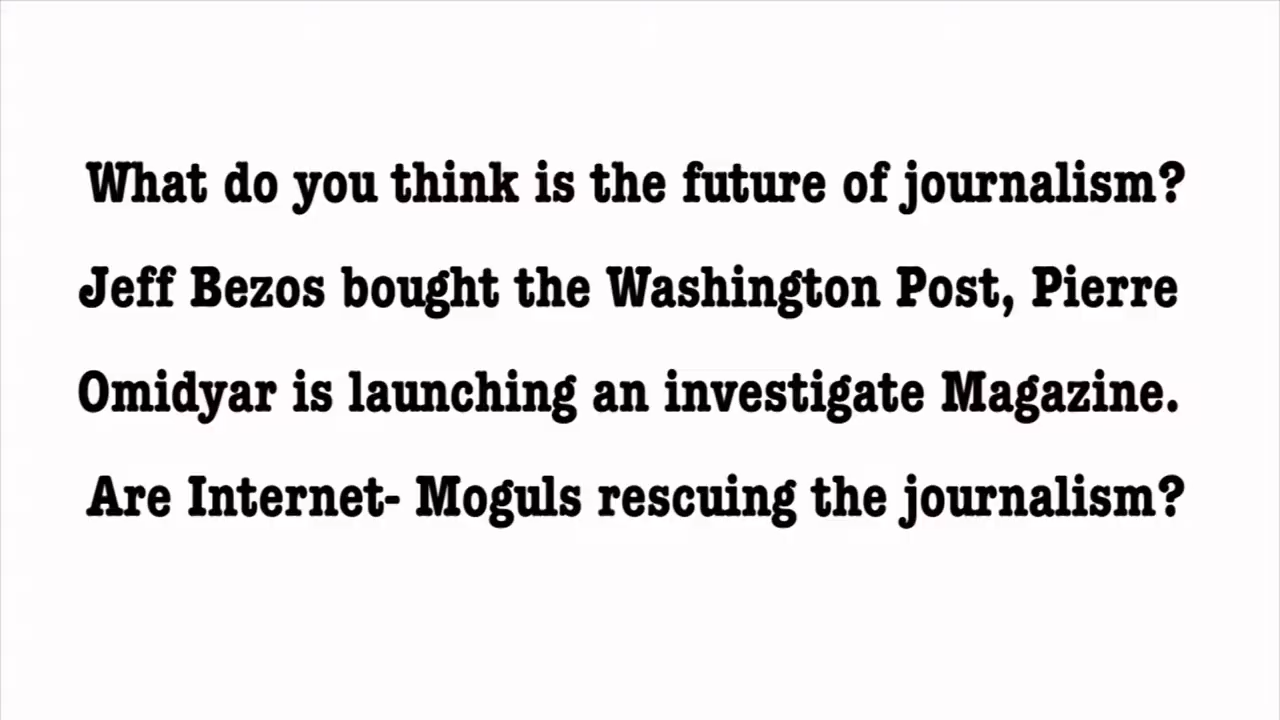 What do you think is the future of journalism?
Jeff Bezos bought the Washington Post, Pierre
Omidyar is launching an investigate Magazine.
Are Internet- Moguls rescuing the journalism?